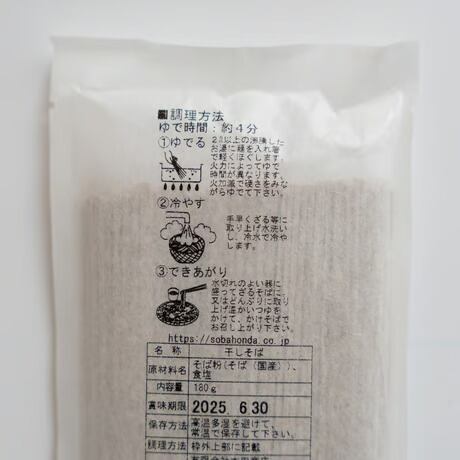 ■調理方法
ゆで時間：約4分
①ゆでる
2ℓ以上の沸騰した
お湯に麺を入れ箸
で軽くほぐします。
火力によってゆで
時間が異なります。
火加減で硬さをみな
がらゆでて下さい。
②冷やす
手早くざる等に
取り上げ水洗い
し、冷水で冷や
します。
③できあがり
水切れのよい器に
盛ってざるそばに、
又はどんぶりに取り
上げ温かいつゆを
かけて、かけそばで
お召し上がり下さい。
https://sobahonda.co.jp
名称 干しそば
原材料名 そば粉(そば（国産）)、
食塩
内容量 180g
賞味期限 2025 6 30
保存方法 高温多湿を避けて、
常温で保存して下さい。
調理方法 枠外上部に記載